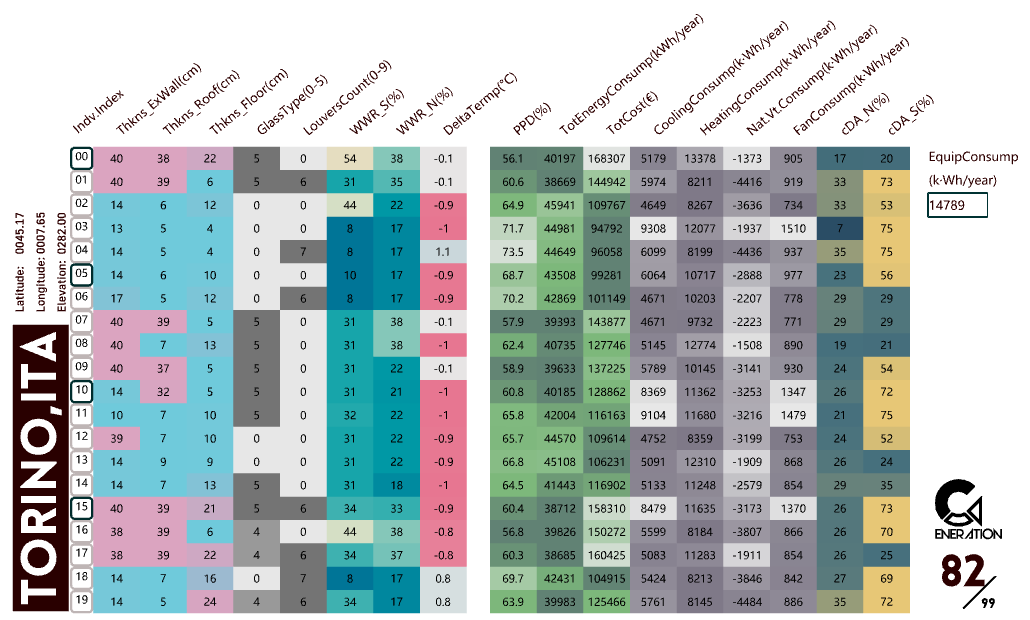 Indv.Index Thkns_ExWall(cm) Thkns_Roof(cm) Thkns_Floor(cm) GlassType(0-5) LouversCount(0-9) WWR_S(%) WWR_N(%) DeltaTermp(°C) PPD(%) TotEnergyConsump(kWh/year) TotCost(€) CoolingConsump(k·Wh/year) HeatingConsump(k·Wh/year) Nat.Vt.Consump(k·Wh/year) FanConsump(k·Wh/year) cDA_N(%) cDA_S(%)
00 40 38 22 5 0 54 38 -0.1 56.1 40197 168307 5179 13378 -1373 905 17 20
01 40 39 6 5 6 31 35 -0.1 60.6 38669 144942 5974 8211 -4416 919 33 73
02 14 6 12 0 0 44 22 -0.9 64.9 45941 109767 4649 8267 -3636 734 33 53
03 13 5 4 0 0 8 17 -1 71.7 44981 94792 9308 12077 -1937 1510 7 75
04 14 5 4 0 7 8 17 1.1 73.5 44649 96058 6099 8199 -4436 937 35 75
05 14 6 10 0 0 10 17 -0.9 68.7 43508 99281 6064 10717 -2888 977 23 56
06 17 5 12 0 6 8 17 -0.9 70.2 42869 101149 4671 10203 -2207 778 29 29
07 40 39 5 5 0 31 38 -0.1 57.9 39393 143877 4671 9732 -2223 771 29 29
08 40 7 13 5 0 31 38 -1 62.4 40735 127746 5145 12774 -1508 890 19 21
09 40 37 5 5 0 31 22 -0.1 58.9 39633 137225 5789 10145 -3141 930 24 54
10 14 32 5 5 0 31 21 -1 60.8 40185 128862 8369 11362 -3253 1347 26 72
11 10 7 10 5 0 32 22 -1 65.8 42004 116163 9104 11680 -3216 1479 21 75
12 39 7 10 0 0 31 22 -0.9 65.7 44570 109614 4752 8359 -3199 753 24 52
13 14 9 9 0 0 31 22 -0.9 66.8 45108 106231 5091 12310 -1909 868 26 24
14 14 7 13 5 0 31 18 -1 64.5 41443 116902 5133 11248 -2579 854 29 35
15 40 39 21 5 6 34 33 -0.9 60.4 38712 158310 8479 11635 -3173 1370 26 73
16 38 39 6 4 0 44 38 -0.8 56.8 39826 150272 5599 8184 -3807 866 26 70
17 38 39 22 4 6 34 37 -0.8 60.3 38685 160425 5083 11283 -1911 854 26 25
18 14 7 16 0 7 8 17 0.8 69.7 42431 104915 5424 8213 -3846 842 27 69
19 14 5 24 4 6 34 17 0.8 63.9 39983 125466 5761 8145 -4484 886 35 72
EquipConsump
(k·Wh/year)
14789
Latitude: 0045.17
Longitude: 0007.65
Elevation: 0282.00
TORINO,ITA
ENERATION
82/99